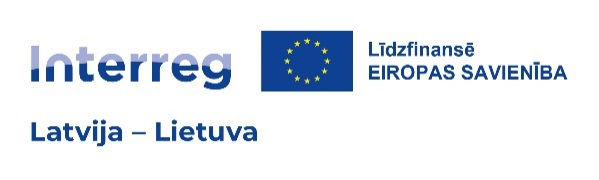 Interreg
Līdzfinansē
EIROPAS SAVIENĪBA
Latvija – Lietuva